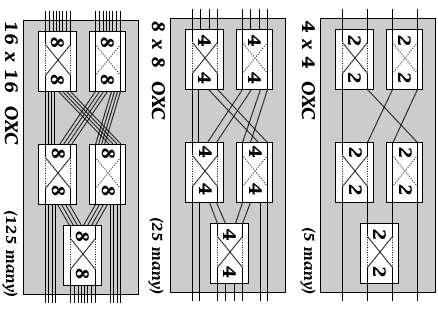 2 2 2 2
2 2
2 2 2 2
4 x 4 OXC (5 many)
4 4 4 4
4 4
4 4 4 4
8 x 8 OXC (25 many)
8 8 8 8
8 8
8 8 8 8
16 x 16 OXC (125 many)